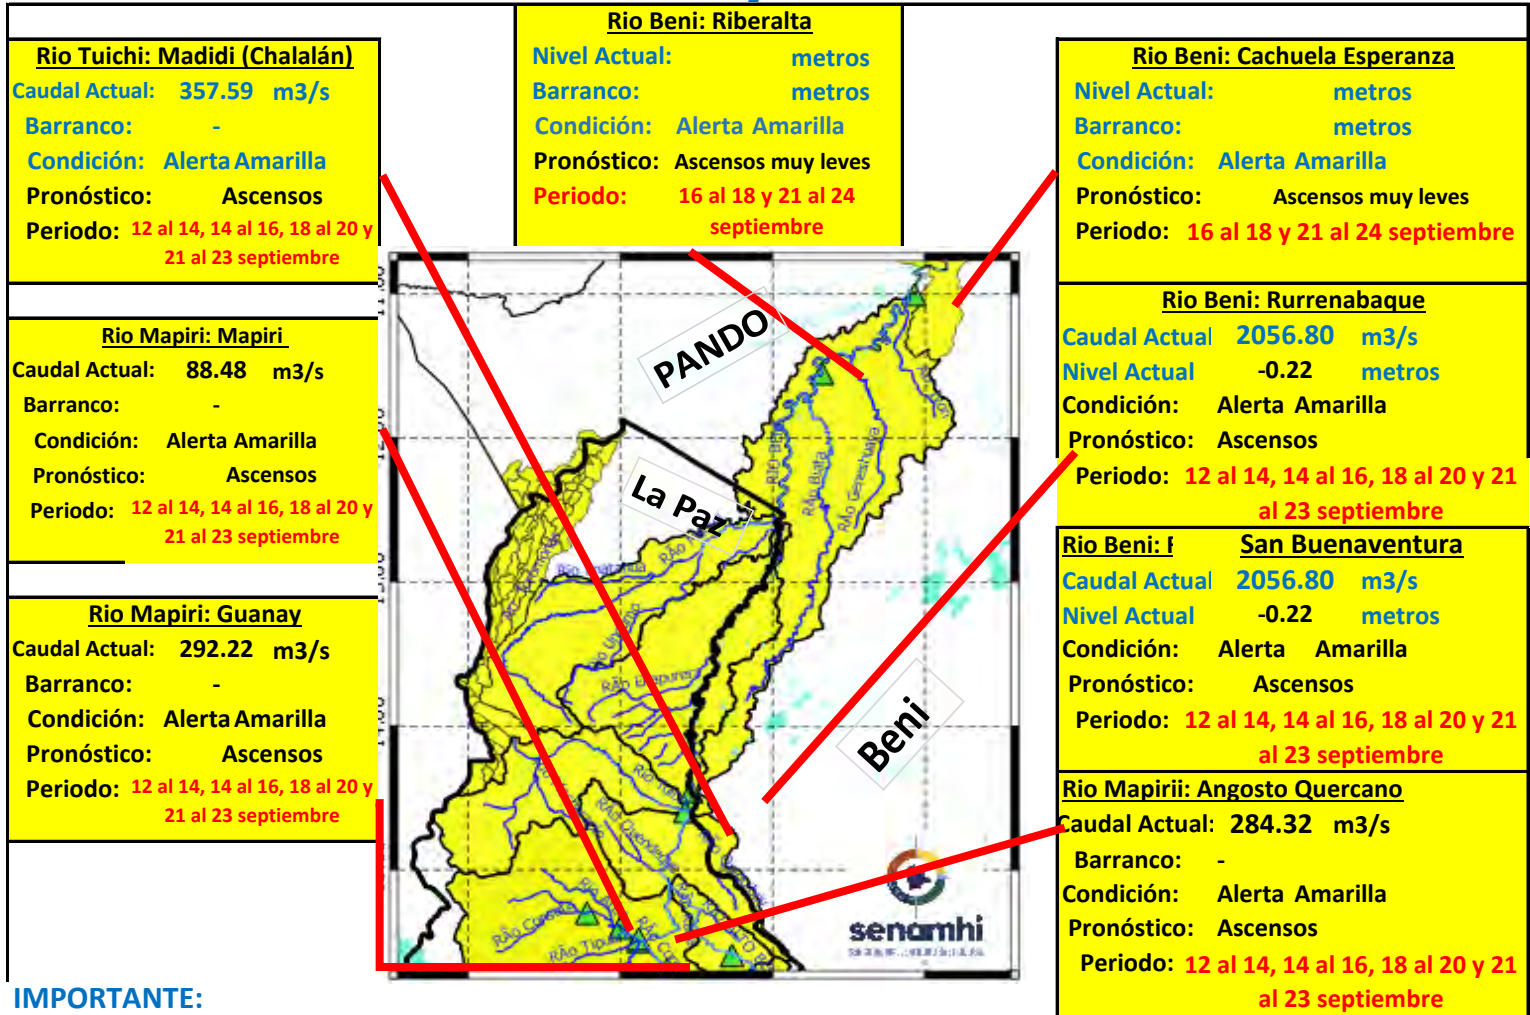 Rio Tuichi: Madidi (Chalalán)
Caudal Actual: 357.59 m3/s
Barranco: -
Condición: Alerta Amarilla
Pronóstico: Ascensos
Periodo: 12 al 14, 14 al 16, 18 al 20 y
21 al 23 septiembre
Rio Mapiri: Mapiri
Caudal Actual: 88.48 m3/s
Barranco: -
Condición: Alerta Amarilla
Pronóstico: Ascensos
Periodo: 12 al 14, 14 al 16, 18 al 20 y
21 al 23 septiembre
Rio Mapiri: Guanay
Caudal Actual: 292.22 m3/s
Barranco: -
Condición: Alerta Amarilla
Pronóstico: Ascensos
Periodo: 12 al 14, 14 al 16, 18 al 20 y
21 al 23 septiembre
Rio Beni: Riberalta
Nivel Actual: metros
Barranco: metros
Condición: Alerta Amarilla
Pronóstico: Ascensos muy leves
Periodo: 16 al 18 y 21 al 24
septiembre
PANDO
La Paz
Beni
RÃo Biata
RÃo Geneshuaya
senamhi
Rio Beni: Cachuela Esperanza
Nivel Actual: metros
Barranco: metros
Condición: Alerta Amarilla
Pronóstico: Ascensos muy leves
Periodo: 16 al 18 y 21 al 24 septiembre
Rio Beni: Rurrenabaque
Caudal Actual 2056.80 m3/s
Nivel Actual -0.22 metros
Condición: Alerta Amarilla
Pronóstico: Ascensos
Periodo: 12 al 14, 14 al 16, 18 al 20 y 21
al 23 septiembre
Rio Beni: San Buenaventura
Caudal Actual 2056.80 m3/s
Nivel Actual -0.22 metros
Condición: Alerta Amarilla
Pronóstico: Ascensos
Periodo: 12 al 14, 14 al 16, 18 al 20 y 21
al 23 septiembre
Rio Mapirii: Angosto Quercano
Caudal Actual: 284.32 m3/s
Barranco: -
Condición: Alerta Amarilla
Pronóstico: Ascensos
Periodo: 12 al 14, 14 al 16, 18 al 20 y 21
al 23 septiembre
IMPORTANTE: